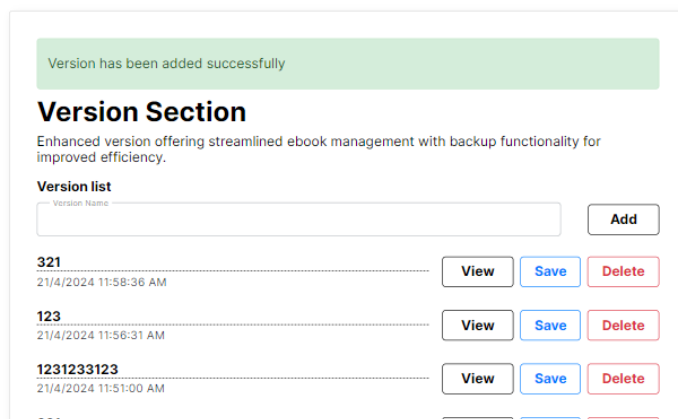 Version has been added successfully
Version Section
Enhanced version offering streamlined ebook management with backup functionality for
improved efficiency.
Version list
Version Name
Add
321
21/4/2024 11:58:36 AM
View Save Delete
123
21/4/2024 11:56:31 AM
View Save Delete
1231233123
21/4/2024 11:51:00 AM
View Save Delete